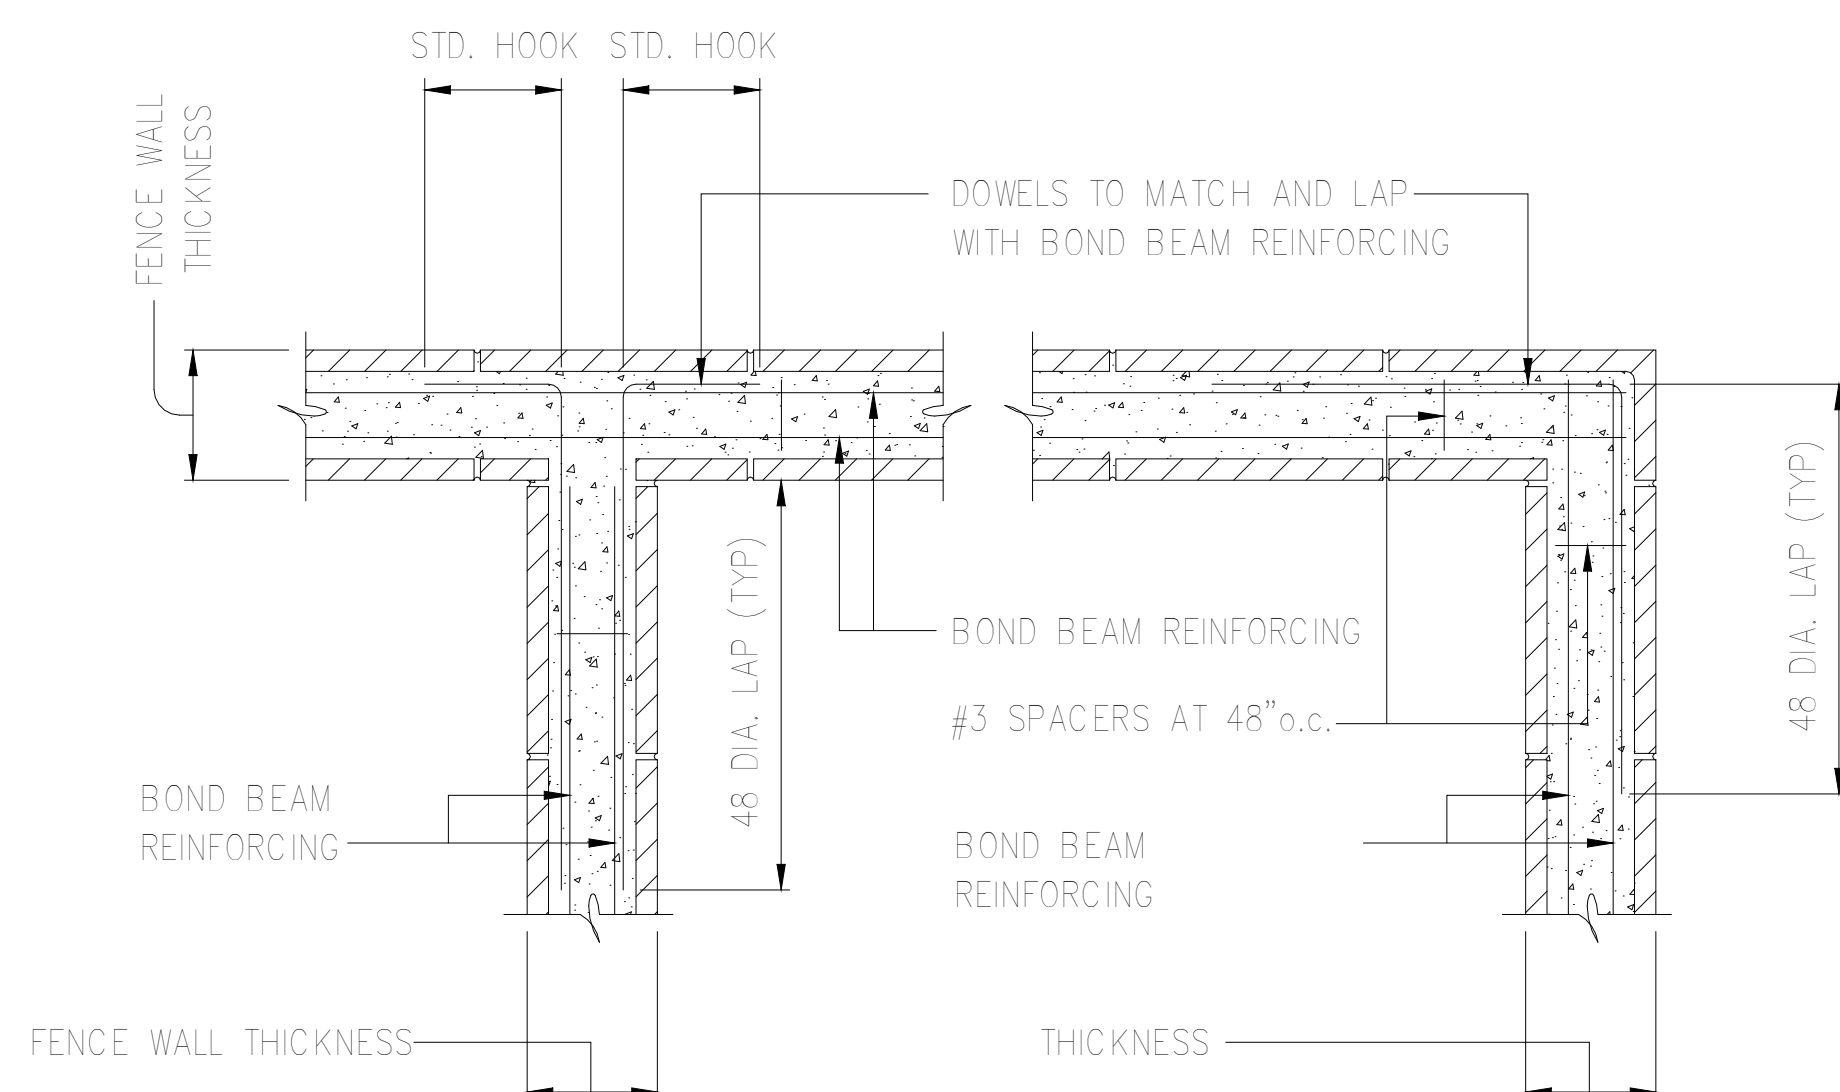 STD. HOOK STD. HOOK
FENCE WALL
THICKNESS
DOWELS TO MATCH AND LAP
WITH BOND BEAM REINFORCING
48 DIA. LAP (TYP)
48 DIA. LAP (TYP)
BOND BEAM REINFORCING
#3 SPACERS AT 48"o.c.
BOND BEAM
REINFORCING
BOND BEAM
REINFORCING
FENCE WALL THICKNESS
THICKNESS